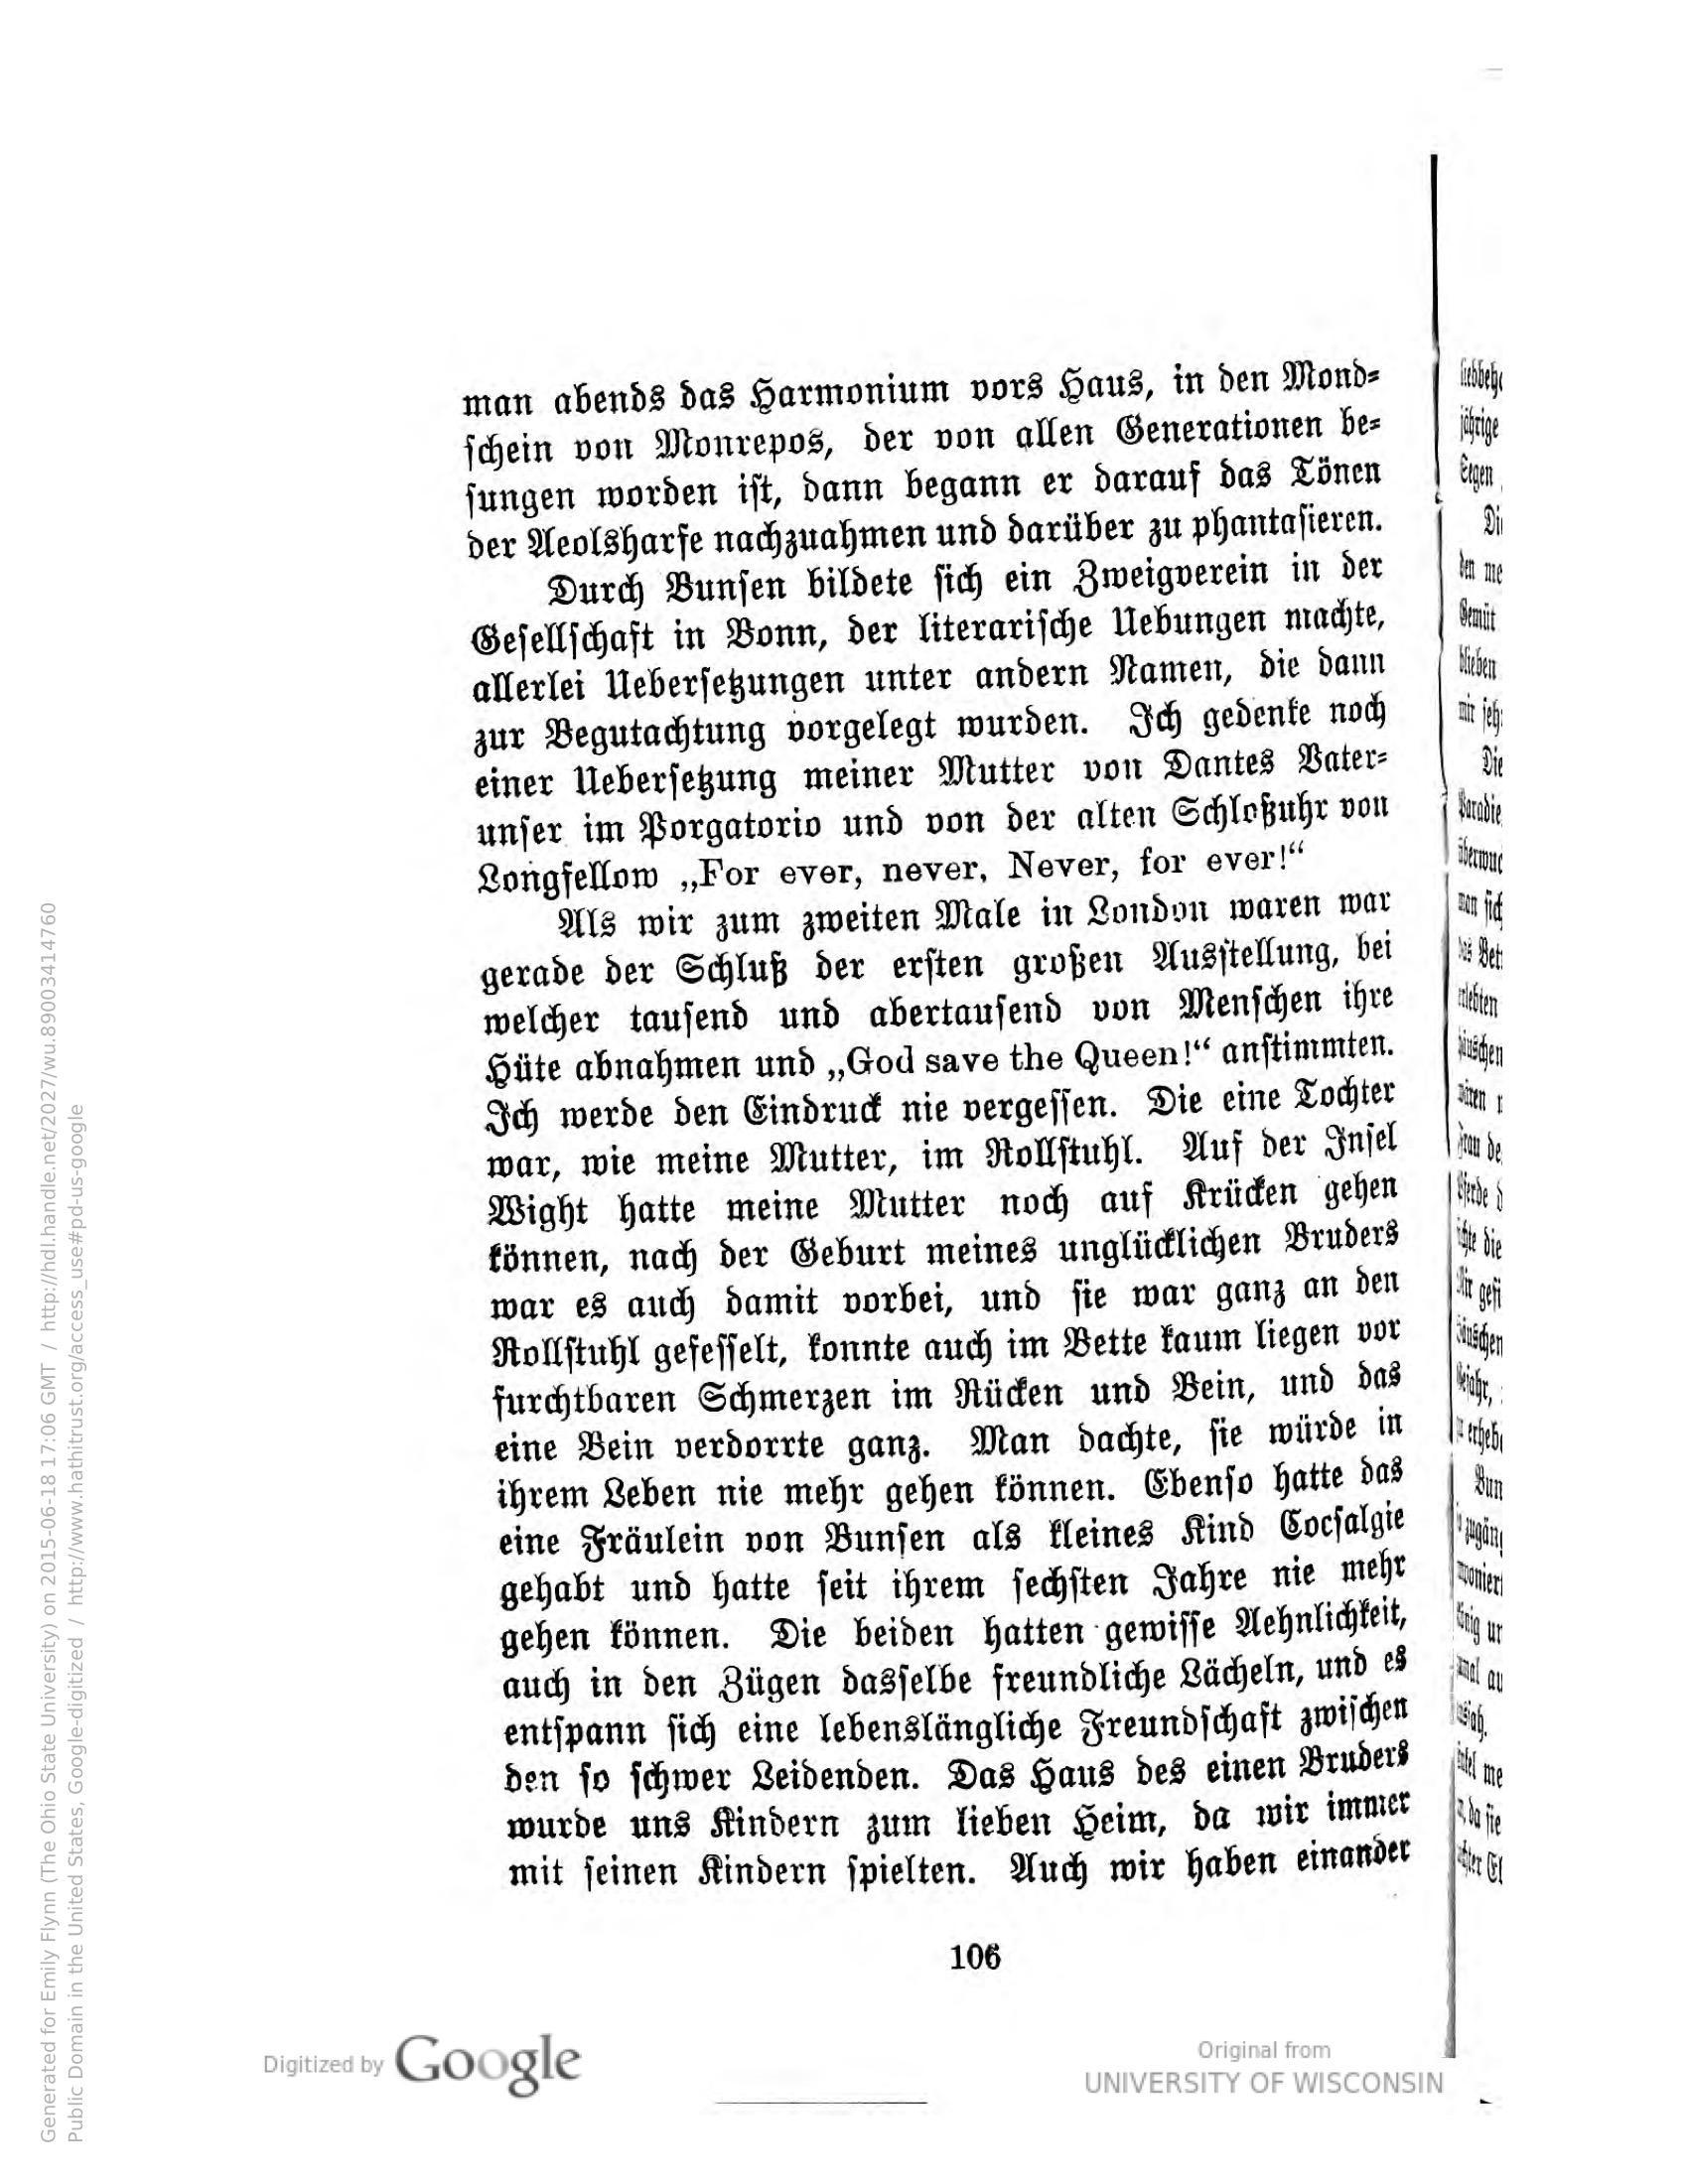 man abends das Harmonium vors Haus, in den Mond-
schein von Monrepos, der von allen Generationen be-
sungen worden ist, dann begann er darauf das Tönen
der Aeolsharfe nachzuahmen und darüber zu phantasieren.
Durch Bunsen bildete sich ein Zweigverein in der
Gesellschaft in Bonn, der literarische Uebungen machte,
allerlei Uebersetzungen unter andern Namen, die dann
zur Begutachtung vorgelegt wurden. Ich gedenke noch
einer Uebersetzung meiner Mutter von Dantes Vater-
unser im Porgatorio und von der alten Schloßuhr von
Longfellow „For ever, never, Never, for ever!“
Als wir zum zweiten Male in London waren war
gerade der Schluß der ersten großen Ausstellung, bei
welcher tausend und abertausend von Menschen ihre
Hüte abnahmen und „God save the Queen!“ anstimmten.
Ich werde den Eindruck nie vergessen. Die eine Tochter
war, wie meine Mutter, im Rollstuhl. Auf der Insel
Wight hatte meine Mutter noch auf Krücken gehen
können, nach der Geburt meines unglücklichen Bruders
war es auch damit vorbei, und sie war ganz an den
Rollstuhl gefesselt, konnte auch im Bette kaum liegen vor
furchtbaren Schmerzen im Rücken und Bein, und das
eine Bein verdorrte ganz. Man dachte, sie würde in
ihrem Leben nie mehr gehen können. Ebenso hatte das
eine Fräulein von Bunsen als kleines Kind Cocsalgie
gehabt und hatte seit ihrem sechsten Jahre nie mehr
gehen können. Die beiden hatten gewisse Aehnlichkeit,
auch in den Zügen dasselbe freundliche Lächeln, und es
entspann sich eine lebenslängliche Freundschaft zwischen
den so schwer Leidenden. Das Haus des einen Bruders
wurde uns Kindern zum lieben Heim, da wir immer
mit seinen Kindern spielten. Auch wir haben einander
106
Digitized by Google
Original from
UNIVERSITY OF WISCONSIN
Generated for Emily Flynn (The Ohio State University) on 2015-06-18 17:06 GMT / http://hdl.handle.net/2027/wu.89003414760
Public Domain in the United States, Google-digitized / http://www.hathitrust.org/access_use#pd-us-google